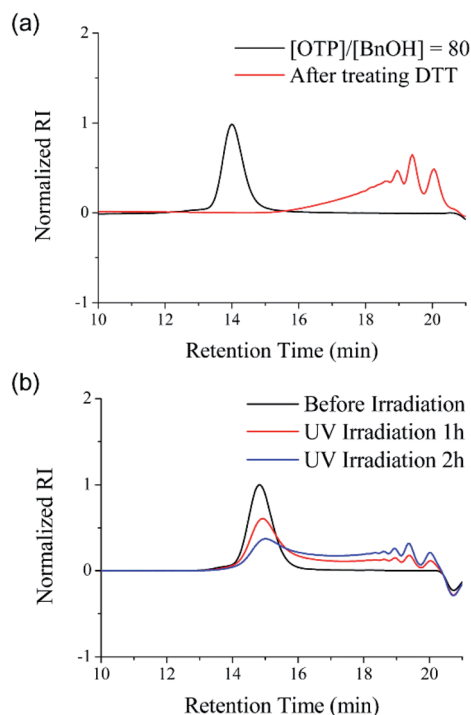 (a)
[OTP]/[BnOH] = 80
After treating DTT
2
1
0
-1
Normalized RI
10 12 14 16 18 20
Retention Time (min)
(b)
Before Irradiation
UV Irradiation 1h
UV Irradiation 2h
2
1
0
-1
Normalized RI
10 12 14 16 18 20
Retention Time (min)